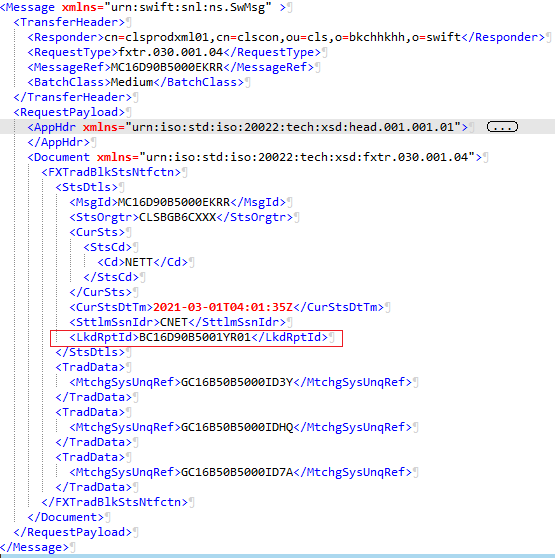 <Message xmlns="urn:swift:snl:ns.SwMsg" >
<TransferHeader>
<Responder>cn=clsprodxml01,cn=clscon,ou=cls,o=bkchhkhh,o=swift</Responder>
<RequestType>fxtr.030.001.04</RequestType>
<MessageRef>MC16D90B5000EKRR</MessageRef>
<BatchClass>Medium</BatchClass>
</TransferHeader>
<RequestPayload>
<AppHdr xmlns="urn:iso:std:iso:20022:tech:xsd:head.001.001.01"> ...
</AppHdr>
<Document xmlns="urn:iso:std:iso:20022:tech:xsd:fxtr.030.001.04">
<FXTradBlkStsNtfctn>
<StsDtls>
<MsgId>MC16D90B5000EKRR</MsgId>
<StsOrgtr>CLSBGB6CXXX</StsOrgtr>
<CurSts>
<StsCd>
<Cd>NETT</Cd>
</StsCd>
</CurSts>
<CurStsDtTm>2021-03-01T04:01:35Z</CurStsDtTm>
<SttlmSsnIdr>CNET</SttlmSsnIdr>
<LkdRptId>BC16D90B5001YR01</LkdRptId>
</StsDtls>
<TradData>
<MtchgSysUnqRef>GC16B50B5000ID3Y</MtchgSysUnqRef>
</TradData>
<TradData>
<MtchgSysUnqRef>GC16B50B5000IDHQ</MtchgSysUnqRef>
</TradData>
<TradData>
<MtchgSysUnqRef>GC16B50B5000ID7A</MtchgSysUnqRef>
</TradData>
</FXTradBlkStsNtfctn>
</Document>
</RequestPayload>
</Message>